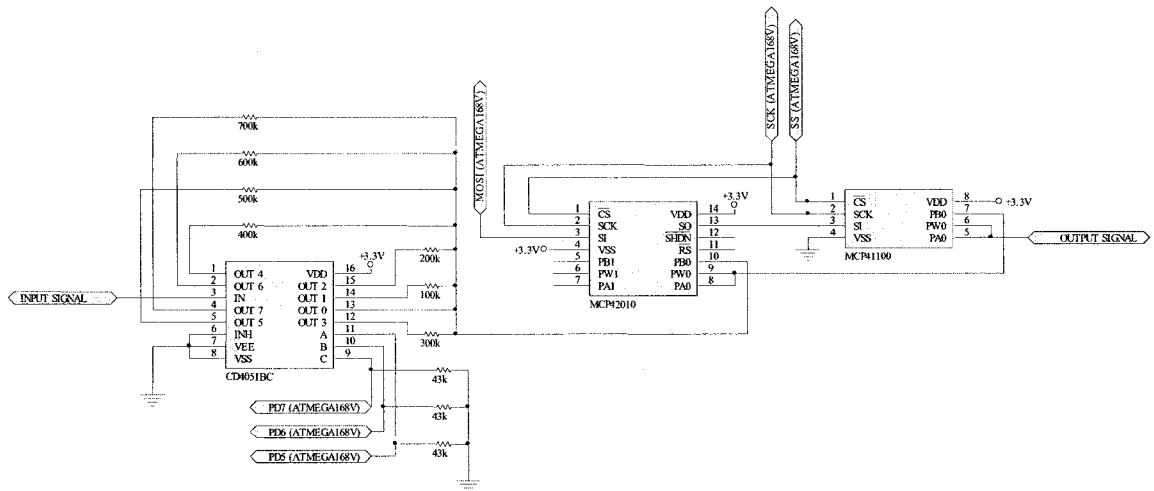 SCK (ATMEGA168V)
SS (ATMEGA168V)
MOSI (ATMEGA168V)
700k
600k
500k
400k
200k
100k
300k
+3.3V
INPUT SIGNAL
1 OUT 4 VDD 16
2 OUT 6 OUT 2 15
3 IN OUT 1 14
4 OUT 7 OUT 0 13
5 OUT 5 OUT 3 12
6 INH A 11
7 VEE B 10
8 VSS C 9
CD4051BC
43k
43k
43k
PD7 (ATMEGA168V)
PD6 (ATMEGA168V)
PD5 (ATMEGA168V)
+3.3V
+3.3V
1 CS VDD 14
2 SCK SO 13
3 SI SHDN 12
4 VSS RS 11
5 PB1 PB0 10
6 PW1 PW0 9
7 PA1 PA0 8
MCP42010
1 CS VDD 8
2 SCK PB0 7
3 SI PW0 6
4 VSS PA0 5
MCP41100
+3.3V
OUTPUT SIGNAL